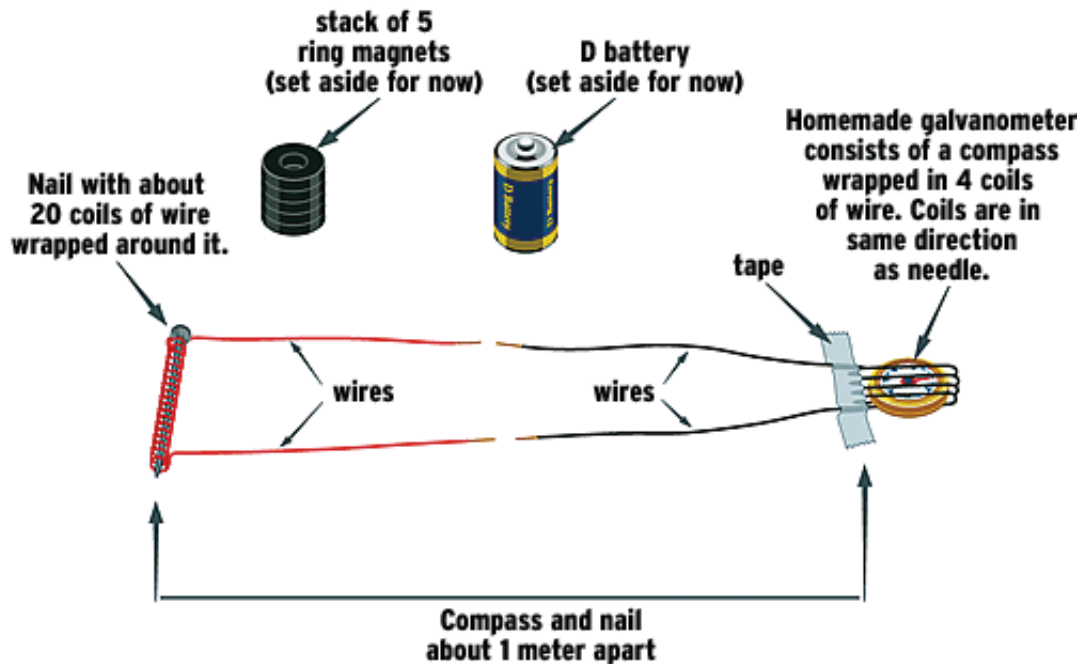 stack of 5
ring magnets
(set aside for now)
D battery
(set aside for now)
Homemade galvanometer
consists of a compass
wrapped in 4 coils
of wire. Coils are in
same direction
as needle.
Nail with about
20 coils of wire
wrapped around it.
D Battery
tape
wires
wires
Compass and nail
about 1 meter apart